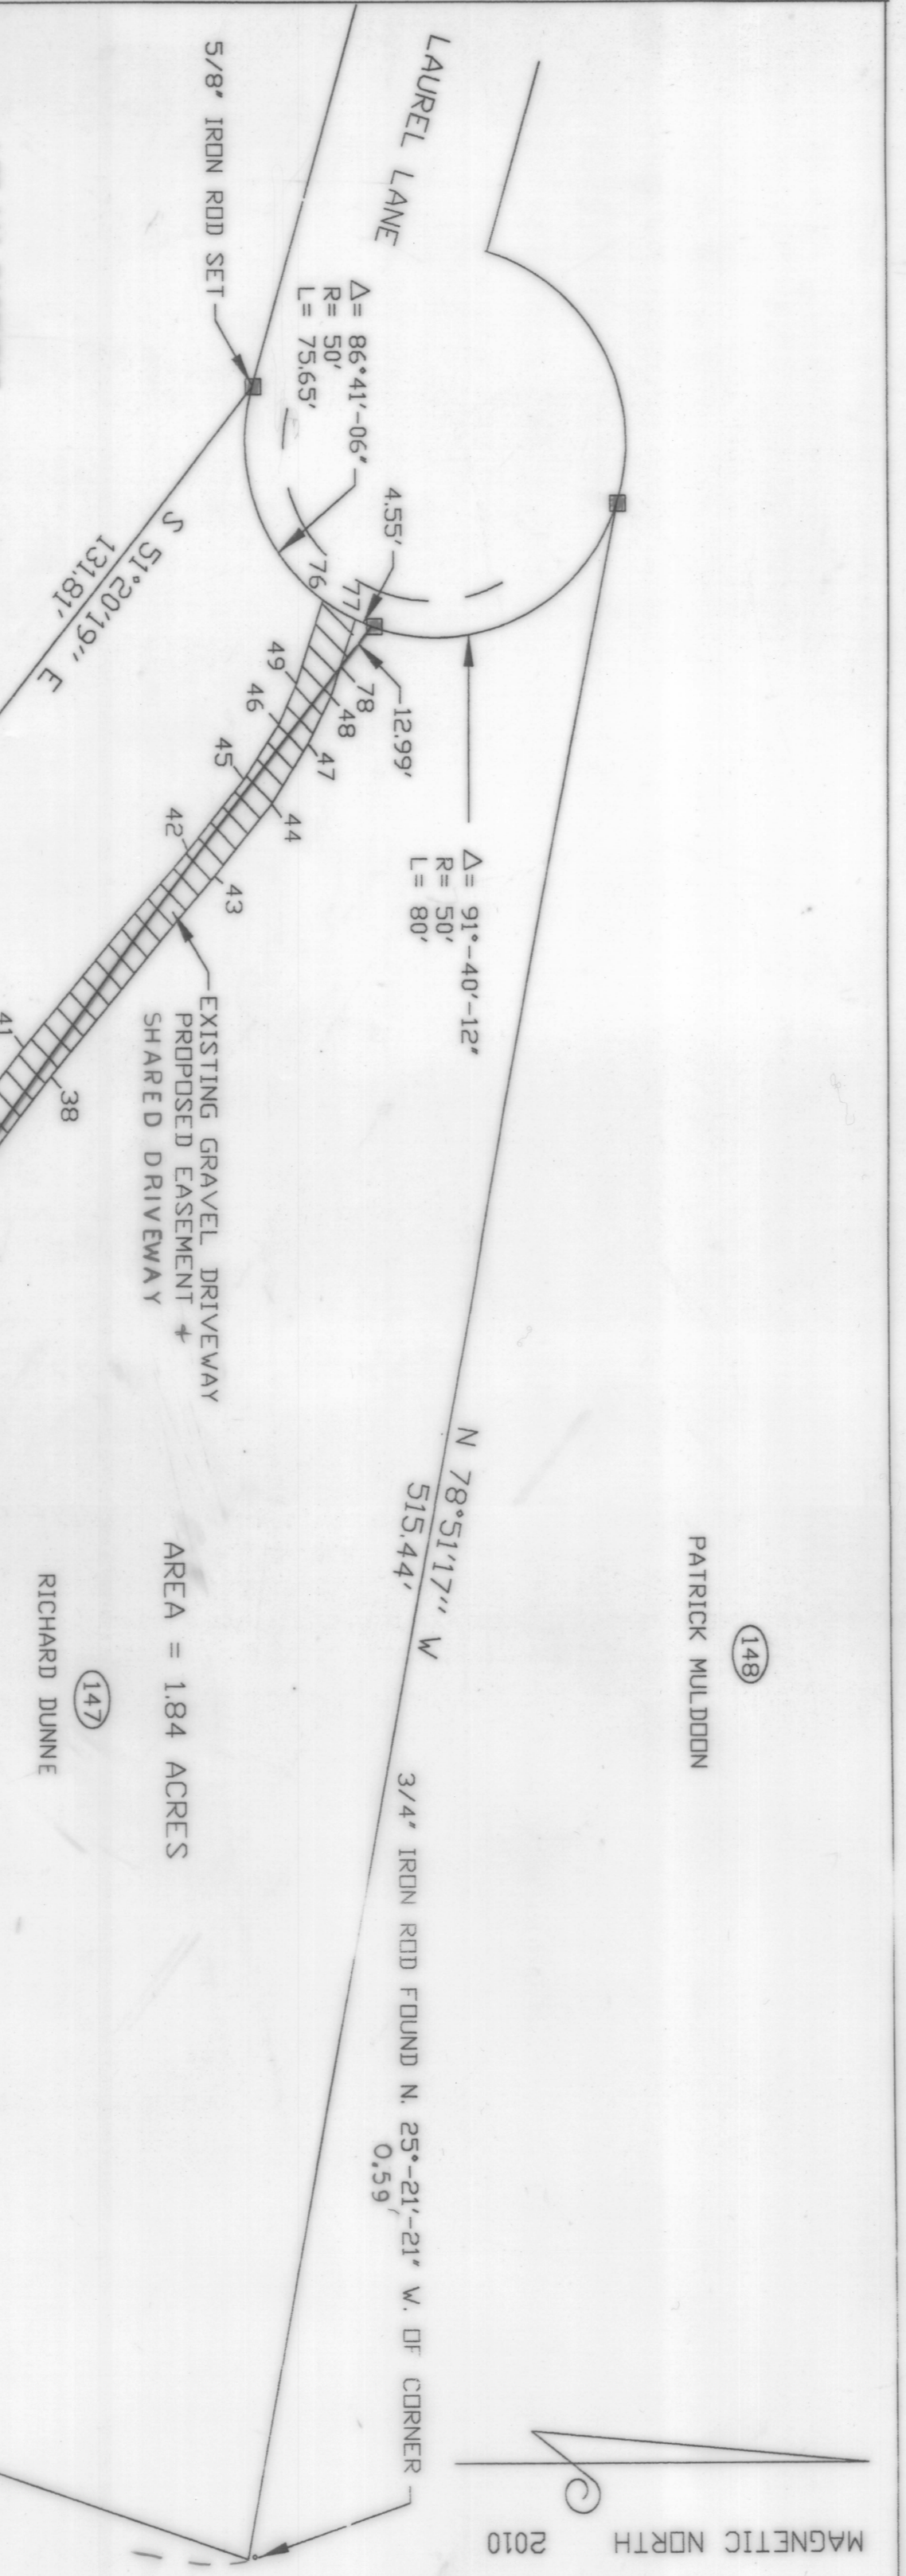 MAGNETIC NORTH 2010
148
PATRICK MULDOON
LAUREL LANE
5/8" IRON ROD SET
Δ= 86°41'-06"
R= 50'
L= 75.65'
4.55'
12.99'
Δ= 91°-40'-12"
R= 50'
L= 80'
N 78°51'17" W
515.44'
3/4" IRON ROD FOUND N. 25°-21'-21" W. OF CORNER
0.59'
S 51°20'19" E
131.81'
76
77
78
49
48
46
47
45
44
42
43
41
38
EXISTING GRAVEL DRIVEWAY
PROPOSED EASEMENT +
SHARED DRIVEWAY
AREA = 1.84 ACRES
147
RICHARD DUNNE